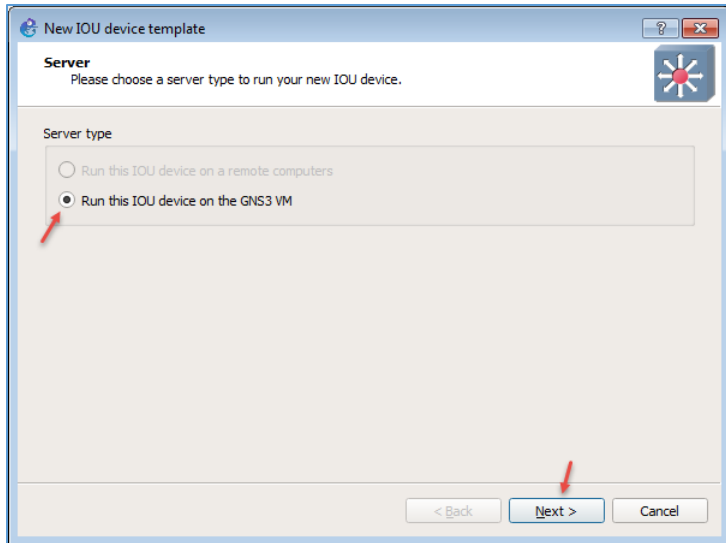 New IOU device template
Server
Please choose a server type to run your new IOU device.
Server type
Run this IOU device on a remote computers
Run this IOU device on the GNS3 VM
< Back
Next >
Cancel